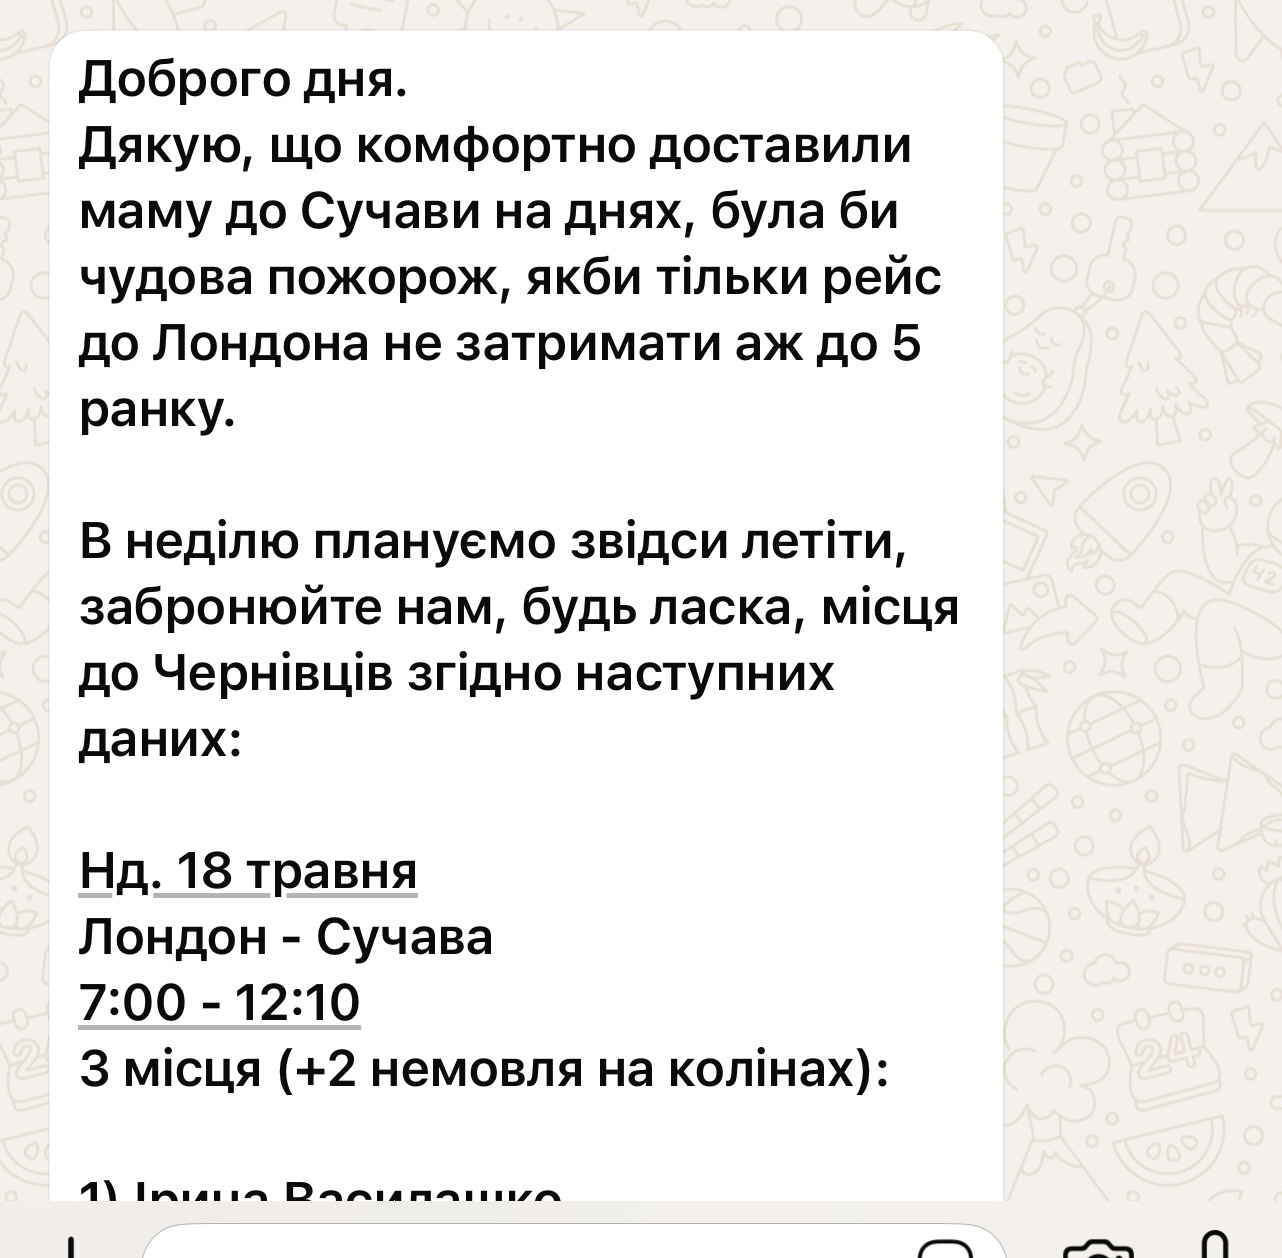 Доброго дня.
Дякую, що комфортно доставили
маму до Сучави на днях, була би
чудова пожорож, якби тільки рейс
до Лондона не затримати аж до 5
ранку.
В неділю плануємо звідси летіти,
забронюйте нам, будь ласка, місця
до Чернівців згідно наступних
даних:
Нд. 18 травня
Лондон - Сучава
7:00 - 12:10
3 місця (+2 немовля на колінах):
1) Ірина Василашко